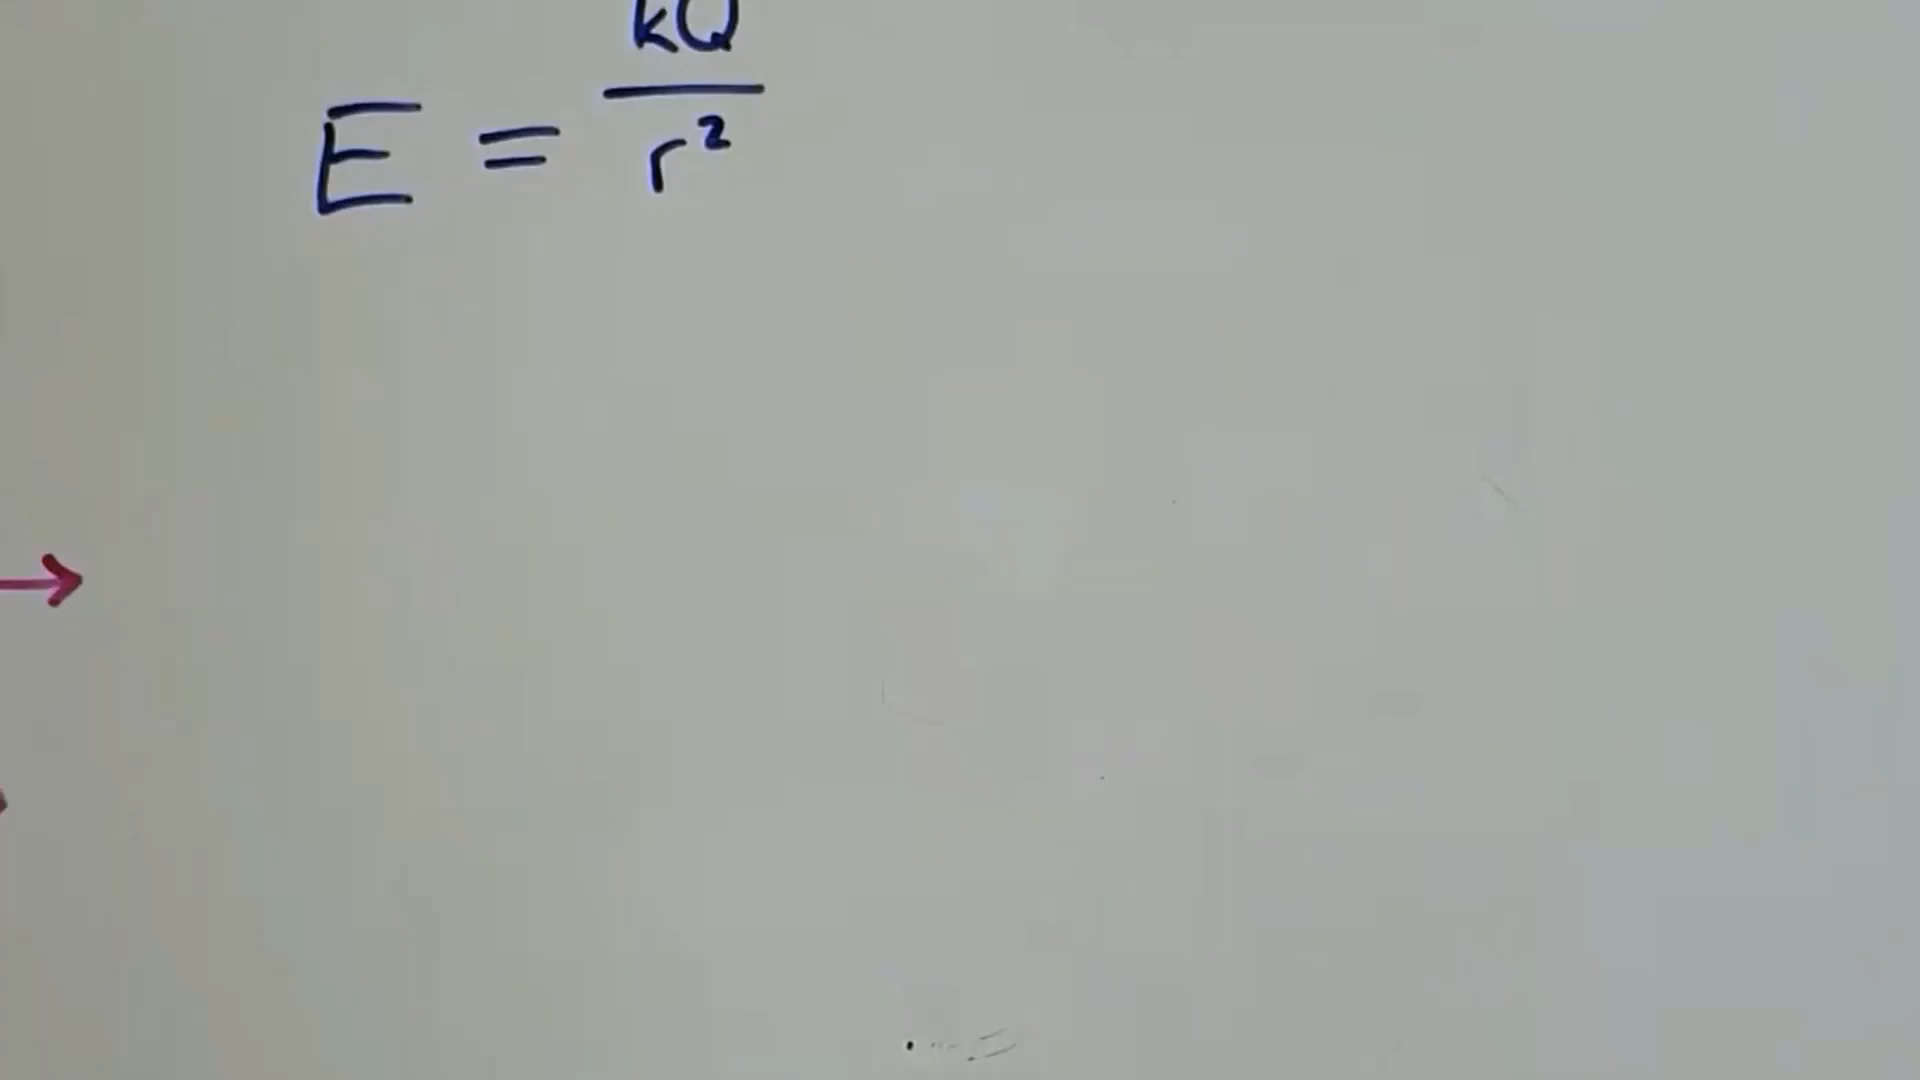 E = kQ / r²